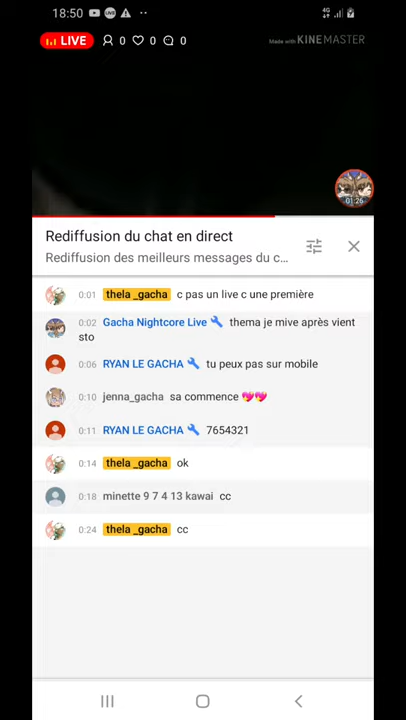 18:50
LIVE 0 0 0
Made with KINEMASTER
01:26
Rediffusion du chat en direct
Rediffusion des meilleurs messages du c...
0:01 thela _gacha c pas un live c une première
0:02 Gacha Nightcore Live thema je mive après vient
sto
0:06 RYAN LE GACHA tu peux pas sur mobile
0:10 jenna_gacha sa commence 💖💖
0:11 RYAN LE GACHA 7654321
0:14 thela _gacha ok
0:18 minette 9 7 4 13 kawai cc
0:24 thela _gacha cc